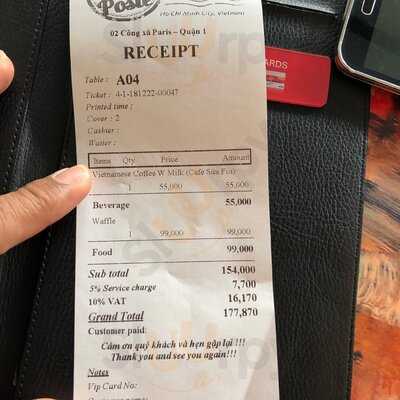 Poste
Ho Chi Minh City, Vietnam
02 Công xã Paris – Quận 1
RECEIPT
Table : A04
Ticket : 4-1-181222-00047
Printed time :
Cover : 2
Cashier :
Waiter :
Items Qty Price Amount
Vietnamese Coffee W Milk (Cafe Sua Fin)
1 55,000 55,000
Beverage 55,000
Waffle
1 99,000 99,000
Food 99,000
Sub total 154,000
5% Service charge 7,700
10% VAT 16,170
Grand Total 177,870
Customer paid:
Cám ơn quý khách và hẹn gặp lại !!!
Thank you and see you again!!!
Notes
Vip Card No:
ARDS